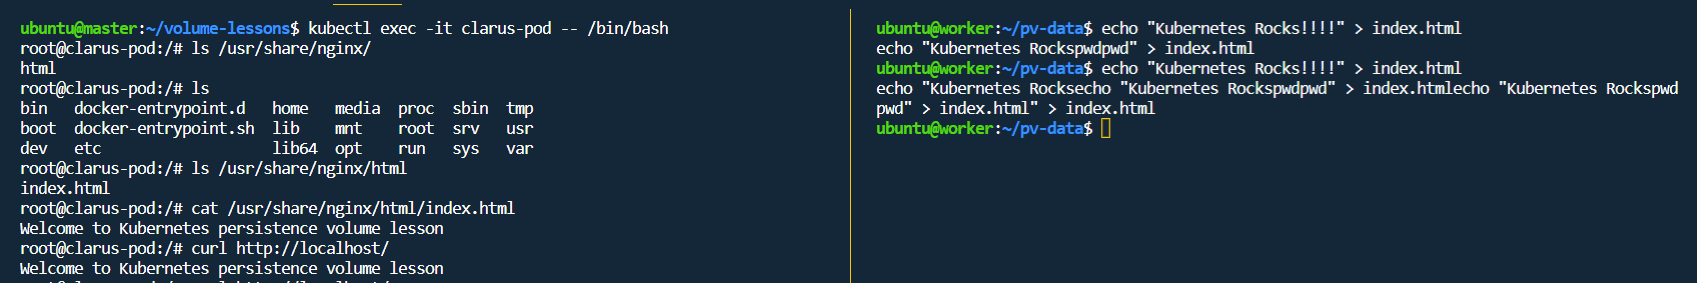 ubuntu@master:~/volume-lessons$ kubectl exec -it clarus-pod -- /bin/bash
root@clarus-pod:/# ls /usr/share/nginx/
html
root@clarus-pod:/# ls
bin   docker-entrypoint.d   home   media  proc  sbin  tmp
boot  docker-entrypoint.sh  lib    mnt    root  srv   usr
dev   etc                   lib64  opt    run   sys   var
root@clarus-pod:/# ls /usr/share/nginx/html
index.html
root@clarus-pod:/# cat /usr/share/nginx/html/index.html
Welcome to Kubernetes persistence volume lesson
root@clarus-pod:/# curl http://localhost/
Welcome to Kubernetes persistence volume lesson
ubuntu@worker:~/pv-data$ echo "Kubernetes Rocks!!!!" > index.html
echo "Kubernetes Rockspwdpwd" > index.html
ubuntu@worker:~/pv-data$ echo "Kubernetes Rocks!!!!" > index.html
echo "Kubernetes Rocksecho "Kubernetes Rockspwdpwd" > index.htmlecho "Kubernetes Rockspwd
pwd" > index.html" > index.html
ubuntu@worker:~/pv-data$